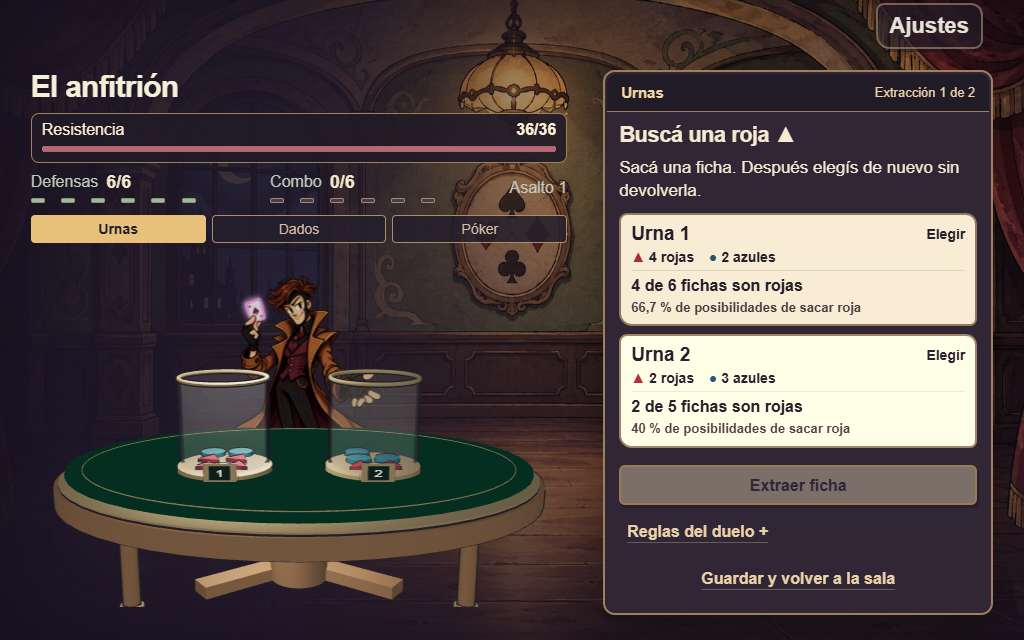 Ajustes
El anfitrión
Resistencia 36/36
Defensas 6/6 Combo 0/6 Asalto 1
Urnas Dados Póker
1 2
Urnas Extracción 1 de 2
Buscá una roja ▲
Sacá una ficha. Después elegís de nuevo sin
devolverla.
Urna 1 Elegir
▲ 4 rojas ● 2 azules
4 de 6 fichas son rojas
66,7 % de posibilidades de sacar roja
Urna 2 Elegir
▲ 2 rojas ● 3 azules
2 de 5 fichas son rojas
40 % de posibilidades de sacar roja
Extraer ficha
Reglas del duelo +
Guardar y volver a la sala